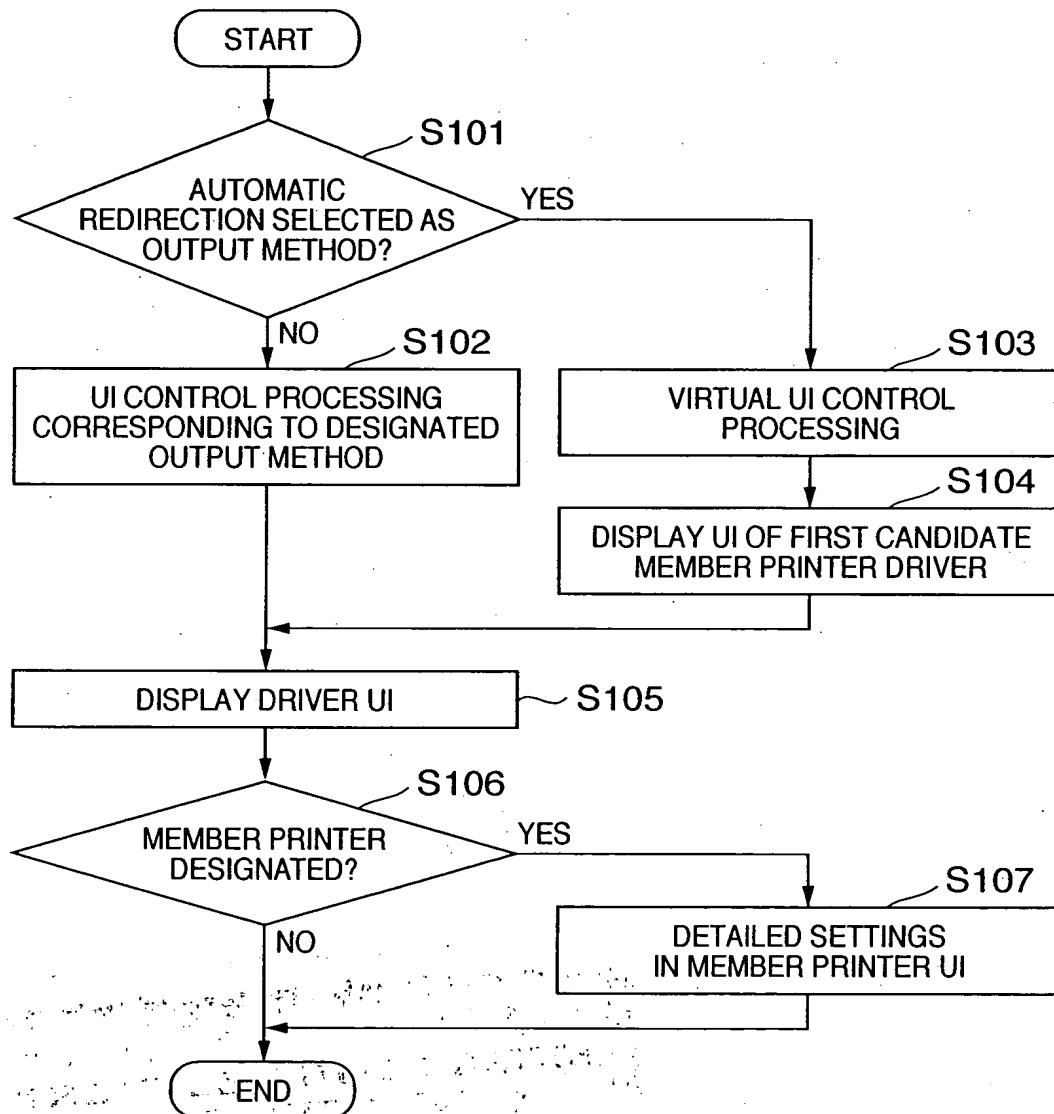 START
S101
AUTOMATIC
REDIRECTION SELECTED AS
OUTPUT METHOD?
YES
NO
S102
UI CONTROL PROCESSING
CORRESPONDING TO DESIGNATED
OUTPUT METHOD
S103
VIRTUAL UI CONTROL
PROCESSING
S104
DISPLAY UI OF FIRST CANDIDATE
MEMBER PRINTER DRIVER
DISPLAY DRIVER UI
S105
S106
MEMBER PRINTER
DESIGNATED?
YES
NO
S107
DETAILED SETTINGS
IN MEMBER PRINTER UI
END